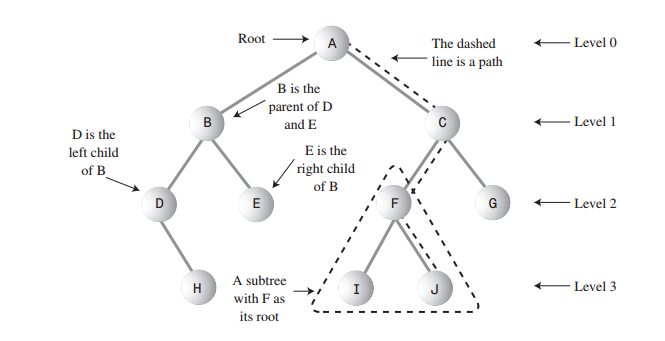 Root
A
The dashed
line is a path
Level 0
B is the
parent of D
and E
B
C
Level 1
D is the
left child
of B
E is the
right child
of B
D
E
F
G
Level 2
H
A subtree
with F as
its root
I
J
Level 3